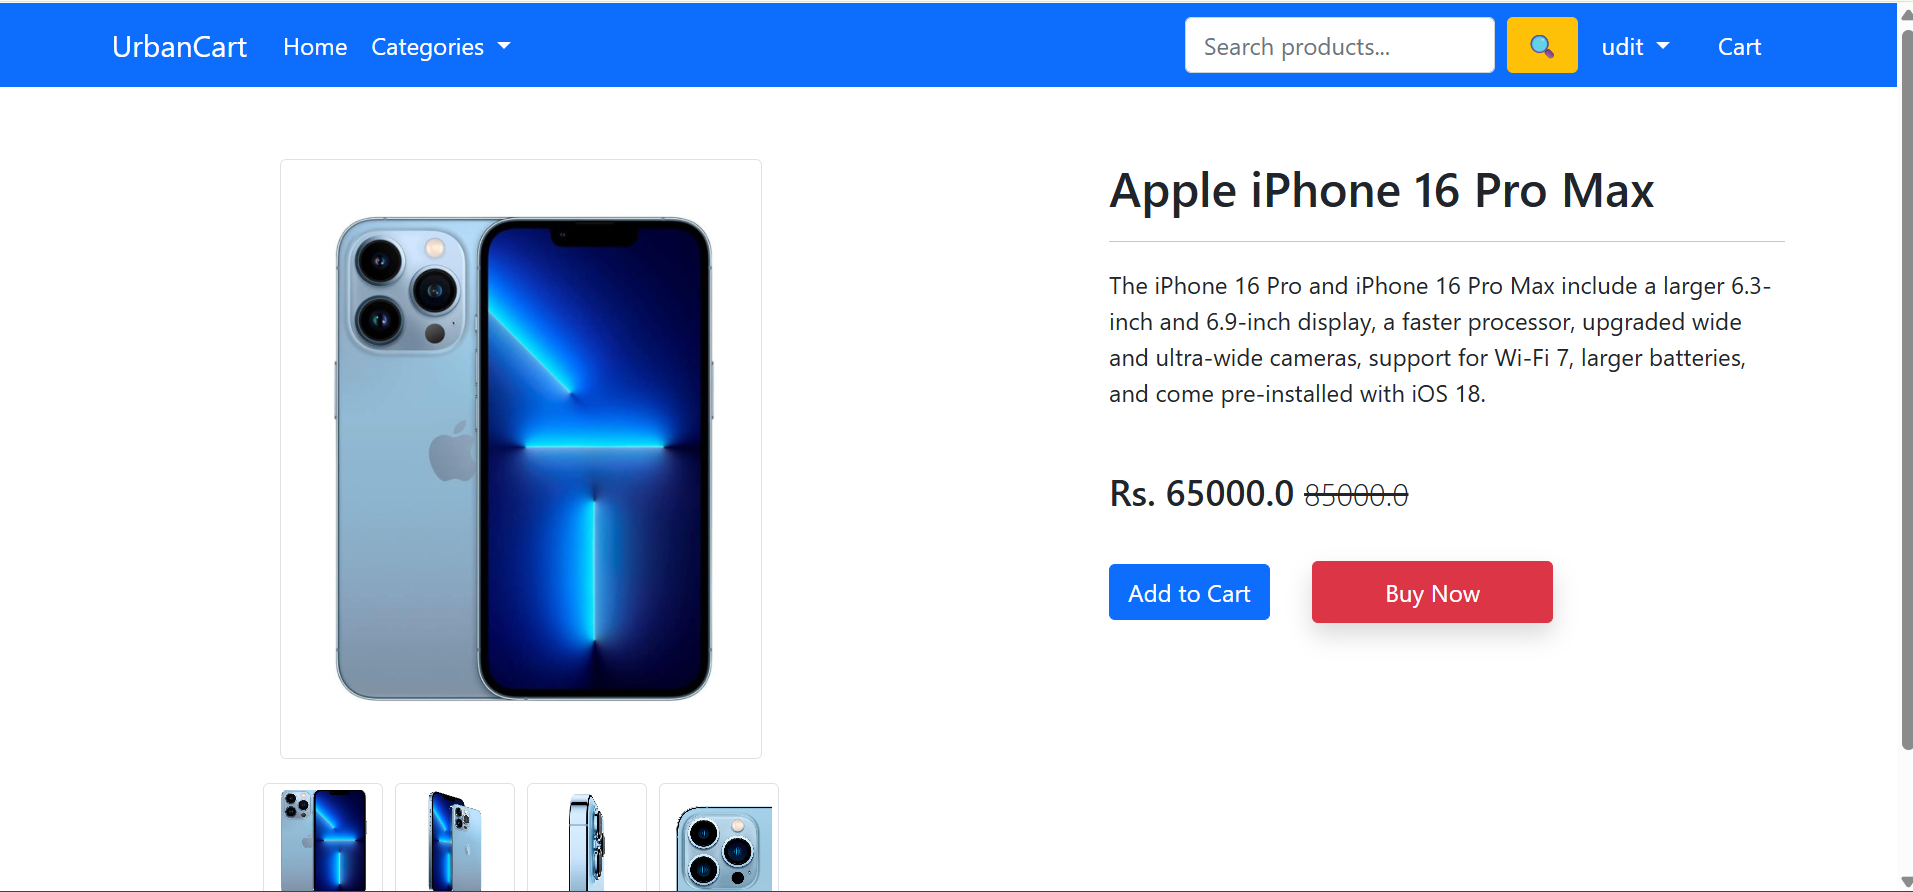 UrbanCart Home Categories Search products... udit Cart
Apple iPhone 16 Pro Max
The iPhone 16 Pro and iPhone 16 Pro Max include a larger 6.3-
inch and 6.9-inch display, a faster processor, upgraded wide
and ultra-wide cameras, support for Wi-Fi 7, larger batteries,
and come pre-installed with iOS 18.
Rs. 65000.0 85000.0
Add to Cart Buy Now